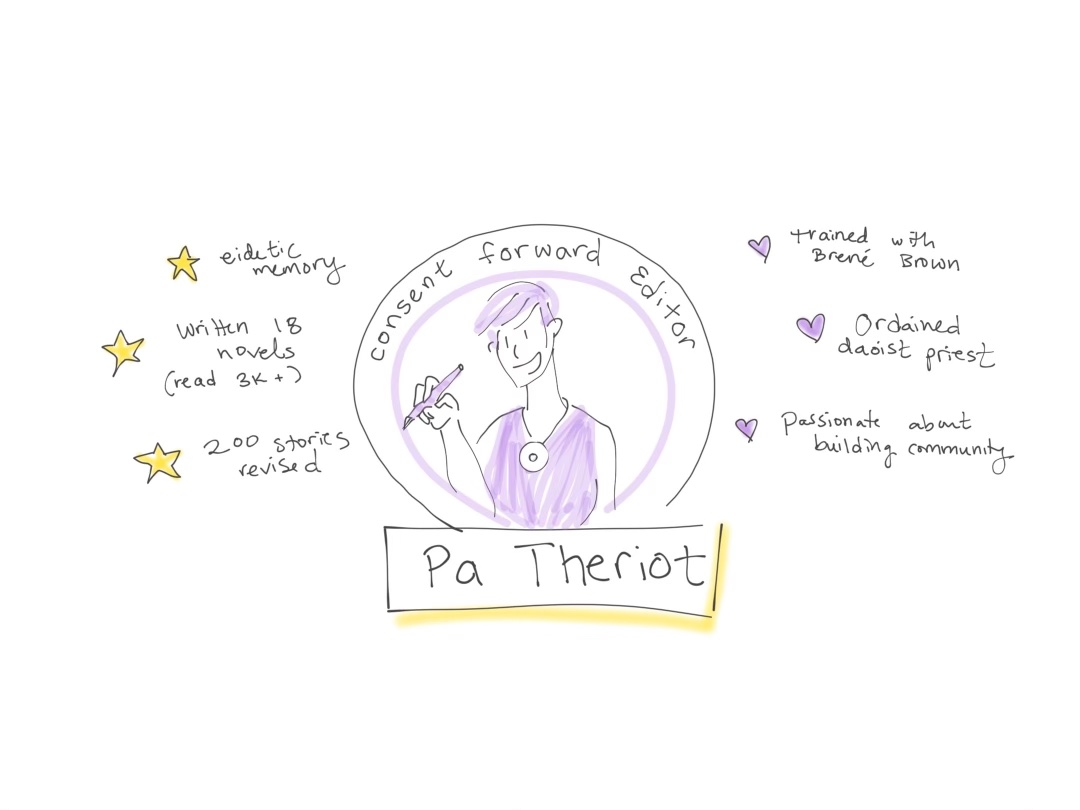 consent forward Editor
eidetic
memory
Written 18
novels
(read 3K+)
200 stories
revised
trained with
Brené Brown
Ordained
daoist priest
Passionate about
building community
Pa Theriot